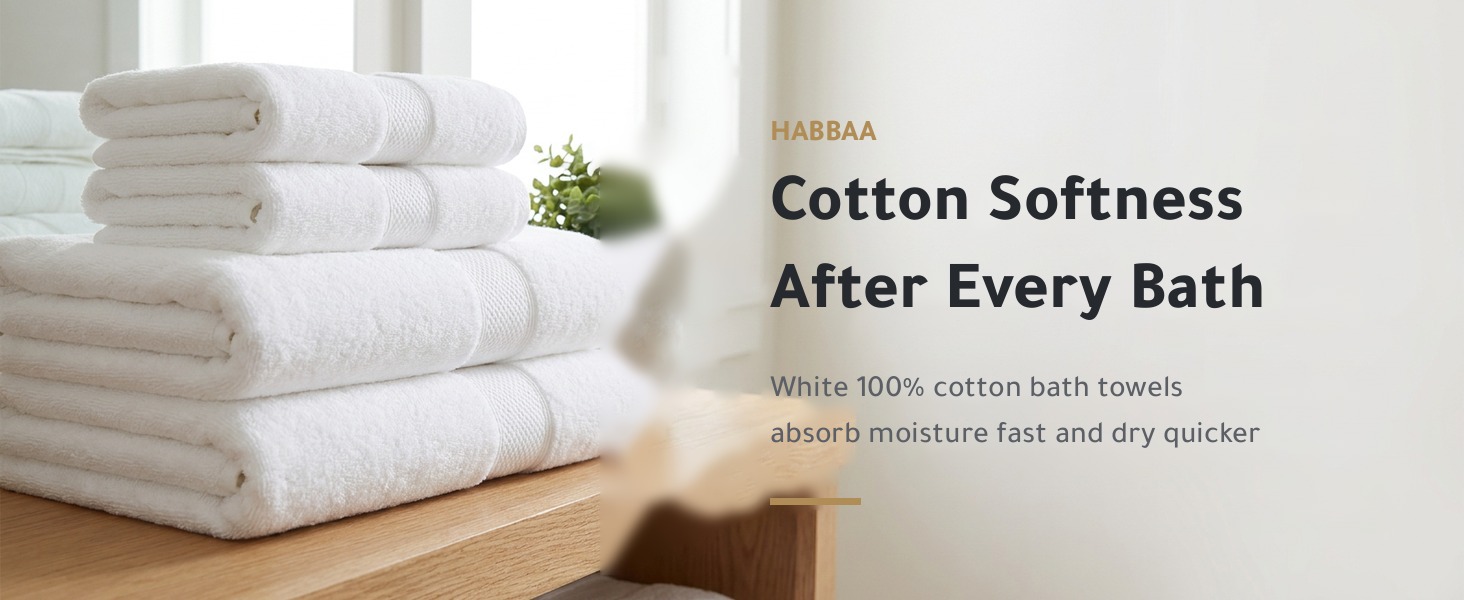 HABBAA
Cotton Softness
After Every Bath
White 100% cotton bath towels
absorb moisture fast and dry quicker